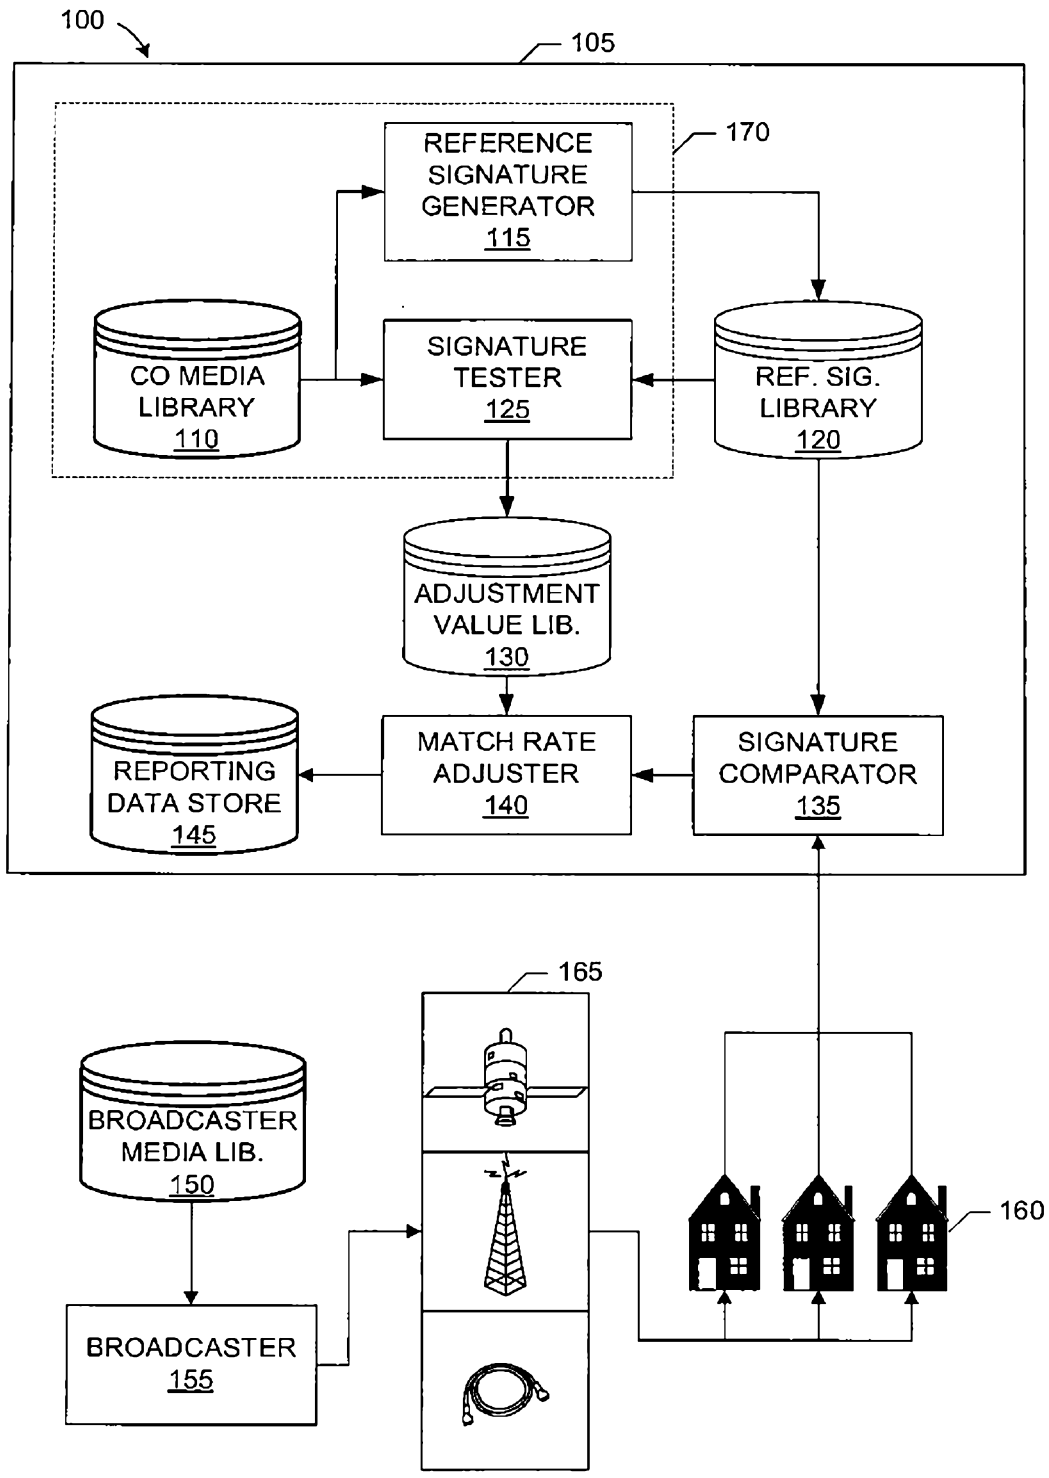 100
105
170
REFERENCE
SIGNATURE
GENERATOR
115
CO MEDIA
LIBRARY
110
SIGNATURE
TESTER
125
REF. SIG.
LIBRARY
120
ADJUSTMENT
VALUE LIB.
130
REPORTING
DATA STORE
145
MATCH RATE
ADJUSTER
140
SIGNATURE
COMPARATOR
135
165
BROADCASTER
MEDIA LIB.
150
160
BROADCASTER
155